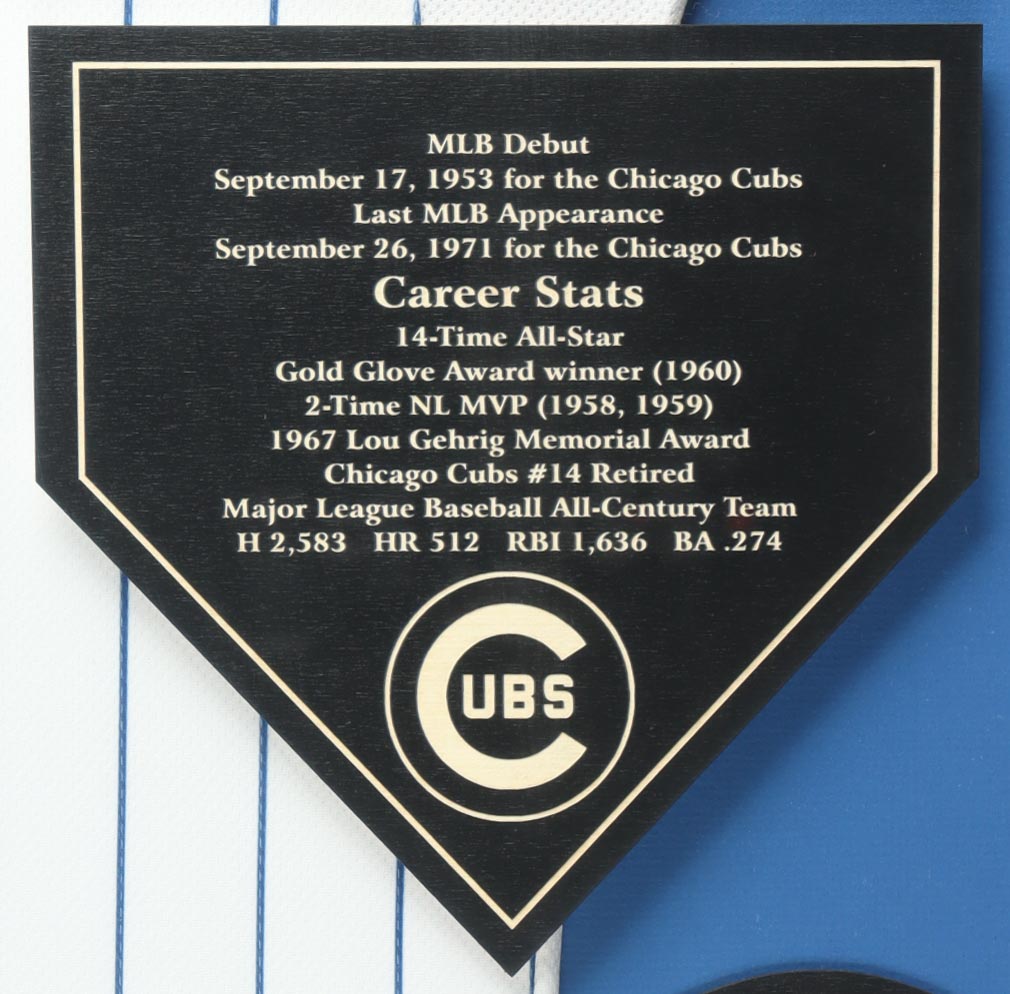 MLB Debut
September 17, 1953 for the Chicago Cubs
Last MLB Appearance
September 26, 1971 for the Chicago Cubs
Career Stats
14-Time All-Star
Gold Glove Award winner (1960)
2-Time NL MVP (1958, 1959)
1967 Lou Gehrig Memorial Award
Chicago Cubs #14 Retired
Major League Baseball All-Century Team
H 2,583 HR 512 RBI 1,636 BA .274
CUBS